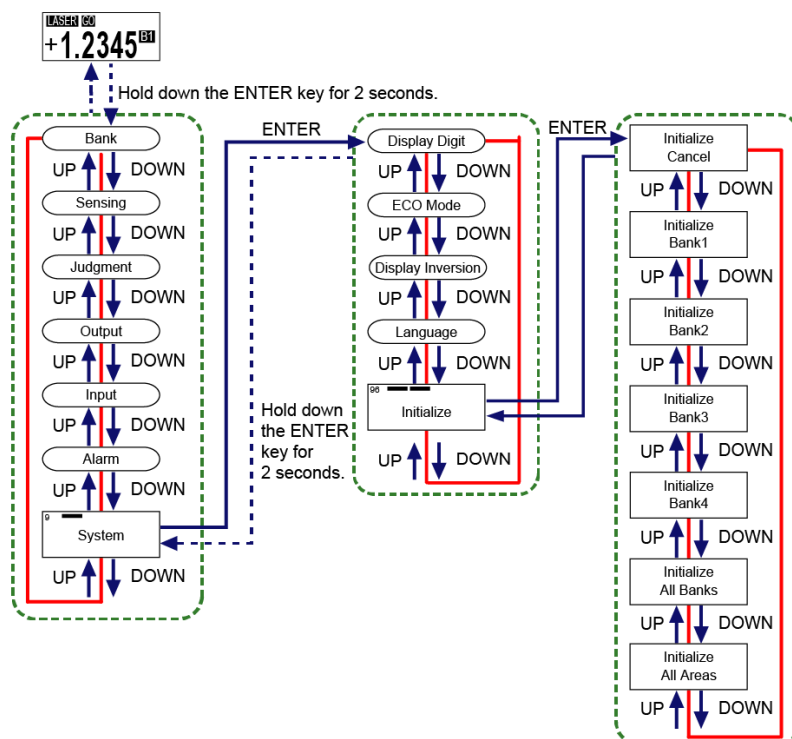 LASER GO
+1.2345 B1
Hold down the ENTER key for 2 seconds.
Bank
UP DOWN
Sensing
UP DOWN
Judgment
UP DOWN
Output
UP DOWN
Input
UP DOWN
Alarm
UP DOWN
9
System
UP DOWN
ENTER
Display Digit
UP DOWN
ECO Mode
UP DOWN
Display Inversion
UP DOWN
Language
UP DOWN
96
Initialize
UP DOWN
Hold down
the ENTER
key for
2 seconds.
ENTER
Initialize
Cancel
UP DOWN
Initialize
Bank1
UP DOWN
Initialize
Bank2
UP DOWN
Initialize
Bank3
UP DOWN
Initialize
Bank4
UP DOWN
Initialize
All Banks
UP DOWN
Initialize
All Areas
UP DOWN